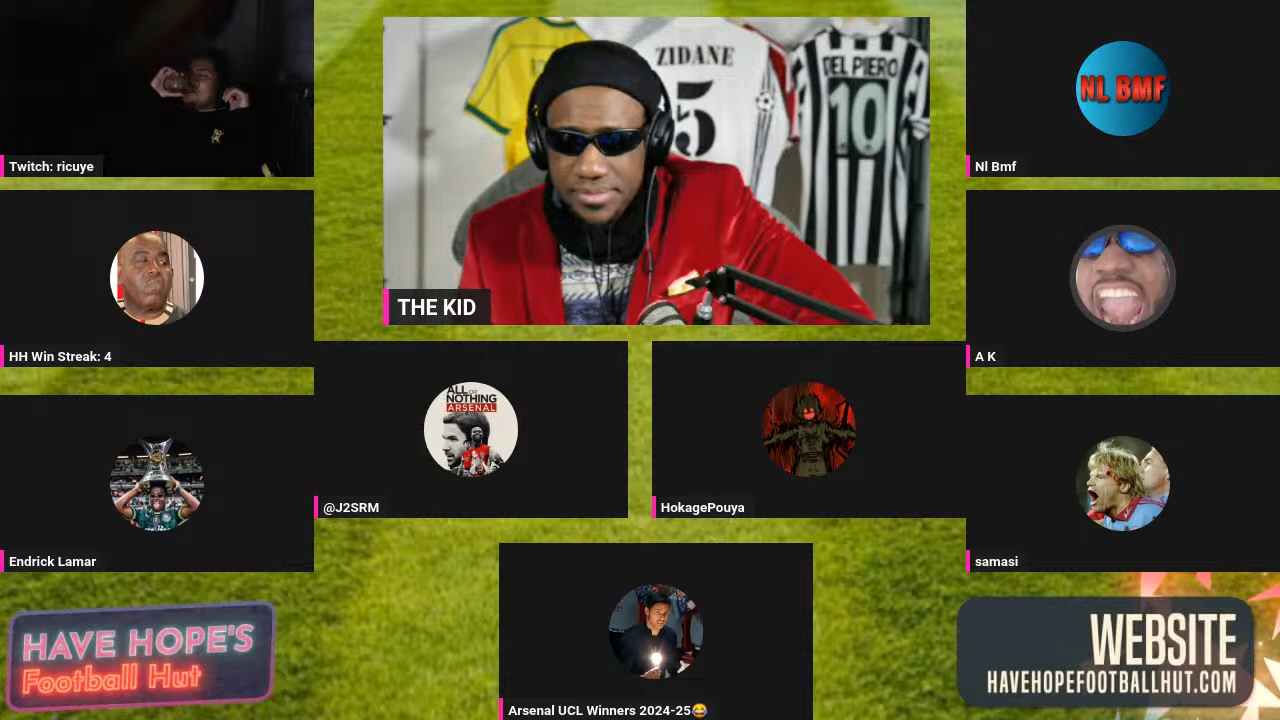 Twitch: ricuye
ZIDANE
5
DEL PIERO
10
THE KID
NL BMF
Nl Bmf
HH Win Streak: 4
A K
ALL OR
NOTHING
ARSENAL
@J2SRM
HokagePouya
Endrick Lamar
samasi
HAVE HOPE'S
Football Hut
Arsenal UCL Winners 2024-25😂
WEBSITE
HAVEHOPEFOOTBALLHUT.COM